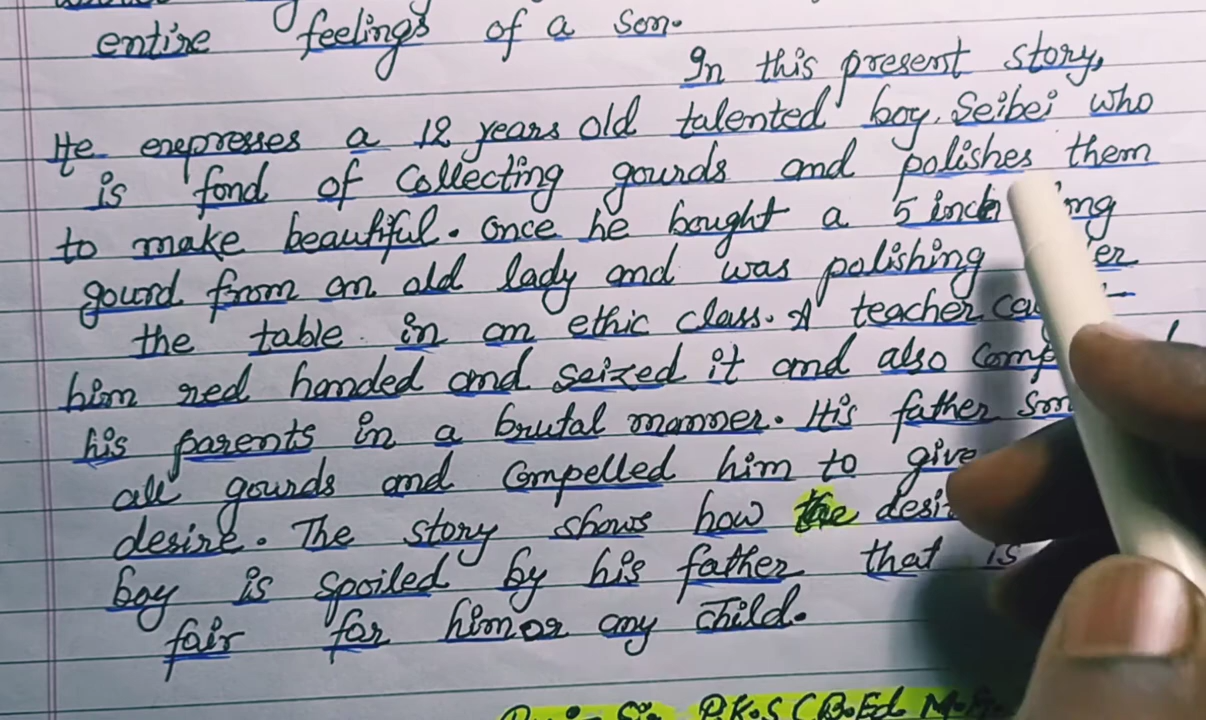 entire feelings of a son.
In this present story,
He exepresses a 12 years old talented boy, Seibei who
is fond of collecting gourds and polishes them
to make beautiful. Once he bought a 5 inch
gourd from an old lady and was polishing
the table in an ethic class. A teacher
him red handed and seized it and also
his parents in a brutal manner. His father
all gourds and compelled him to give
desire. The story shows how the
boy is spoiled by his father that is
fair for him or any child.
P.K.S (B.Ed.